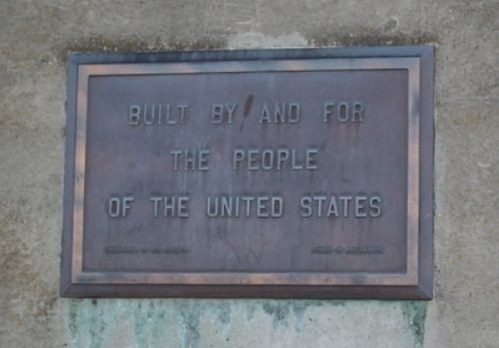 BUILT BY AND FOR
THE PEOPLE
OF THE UNITED STATES